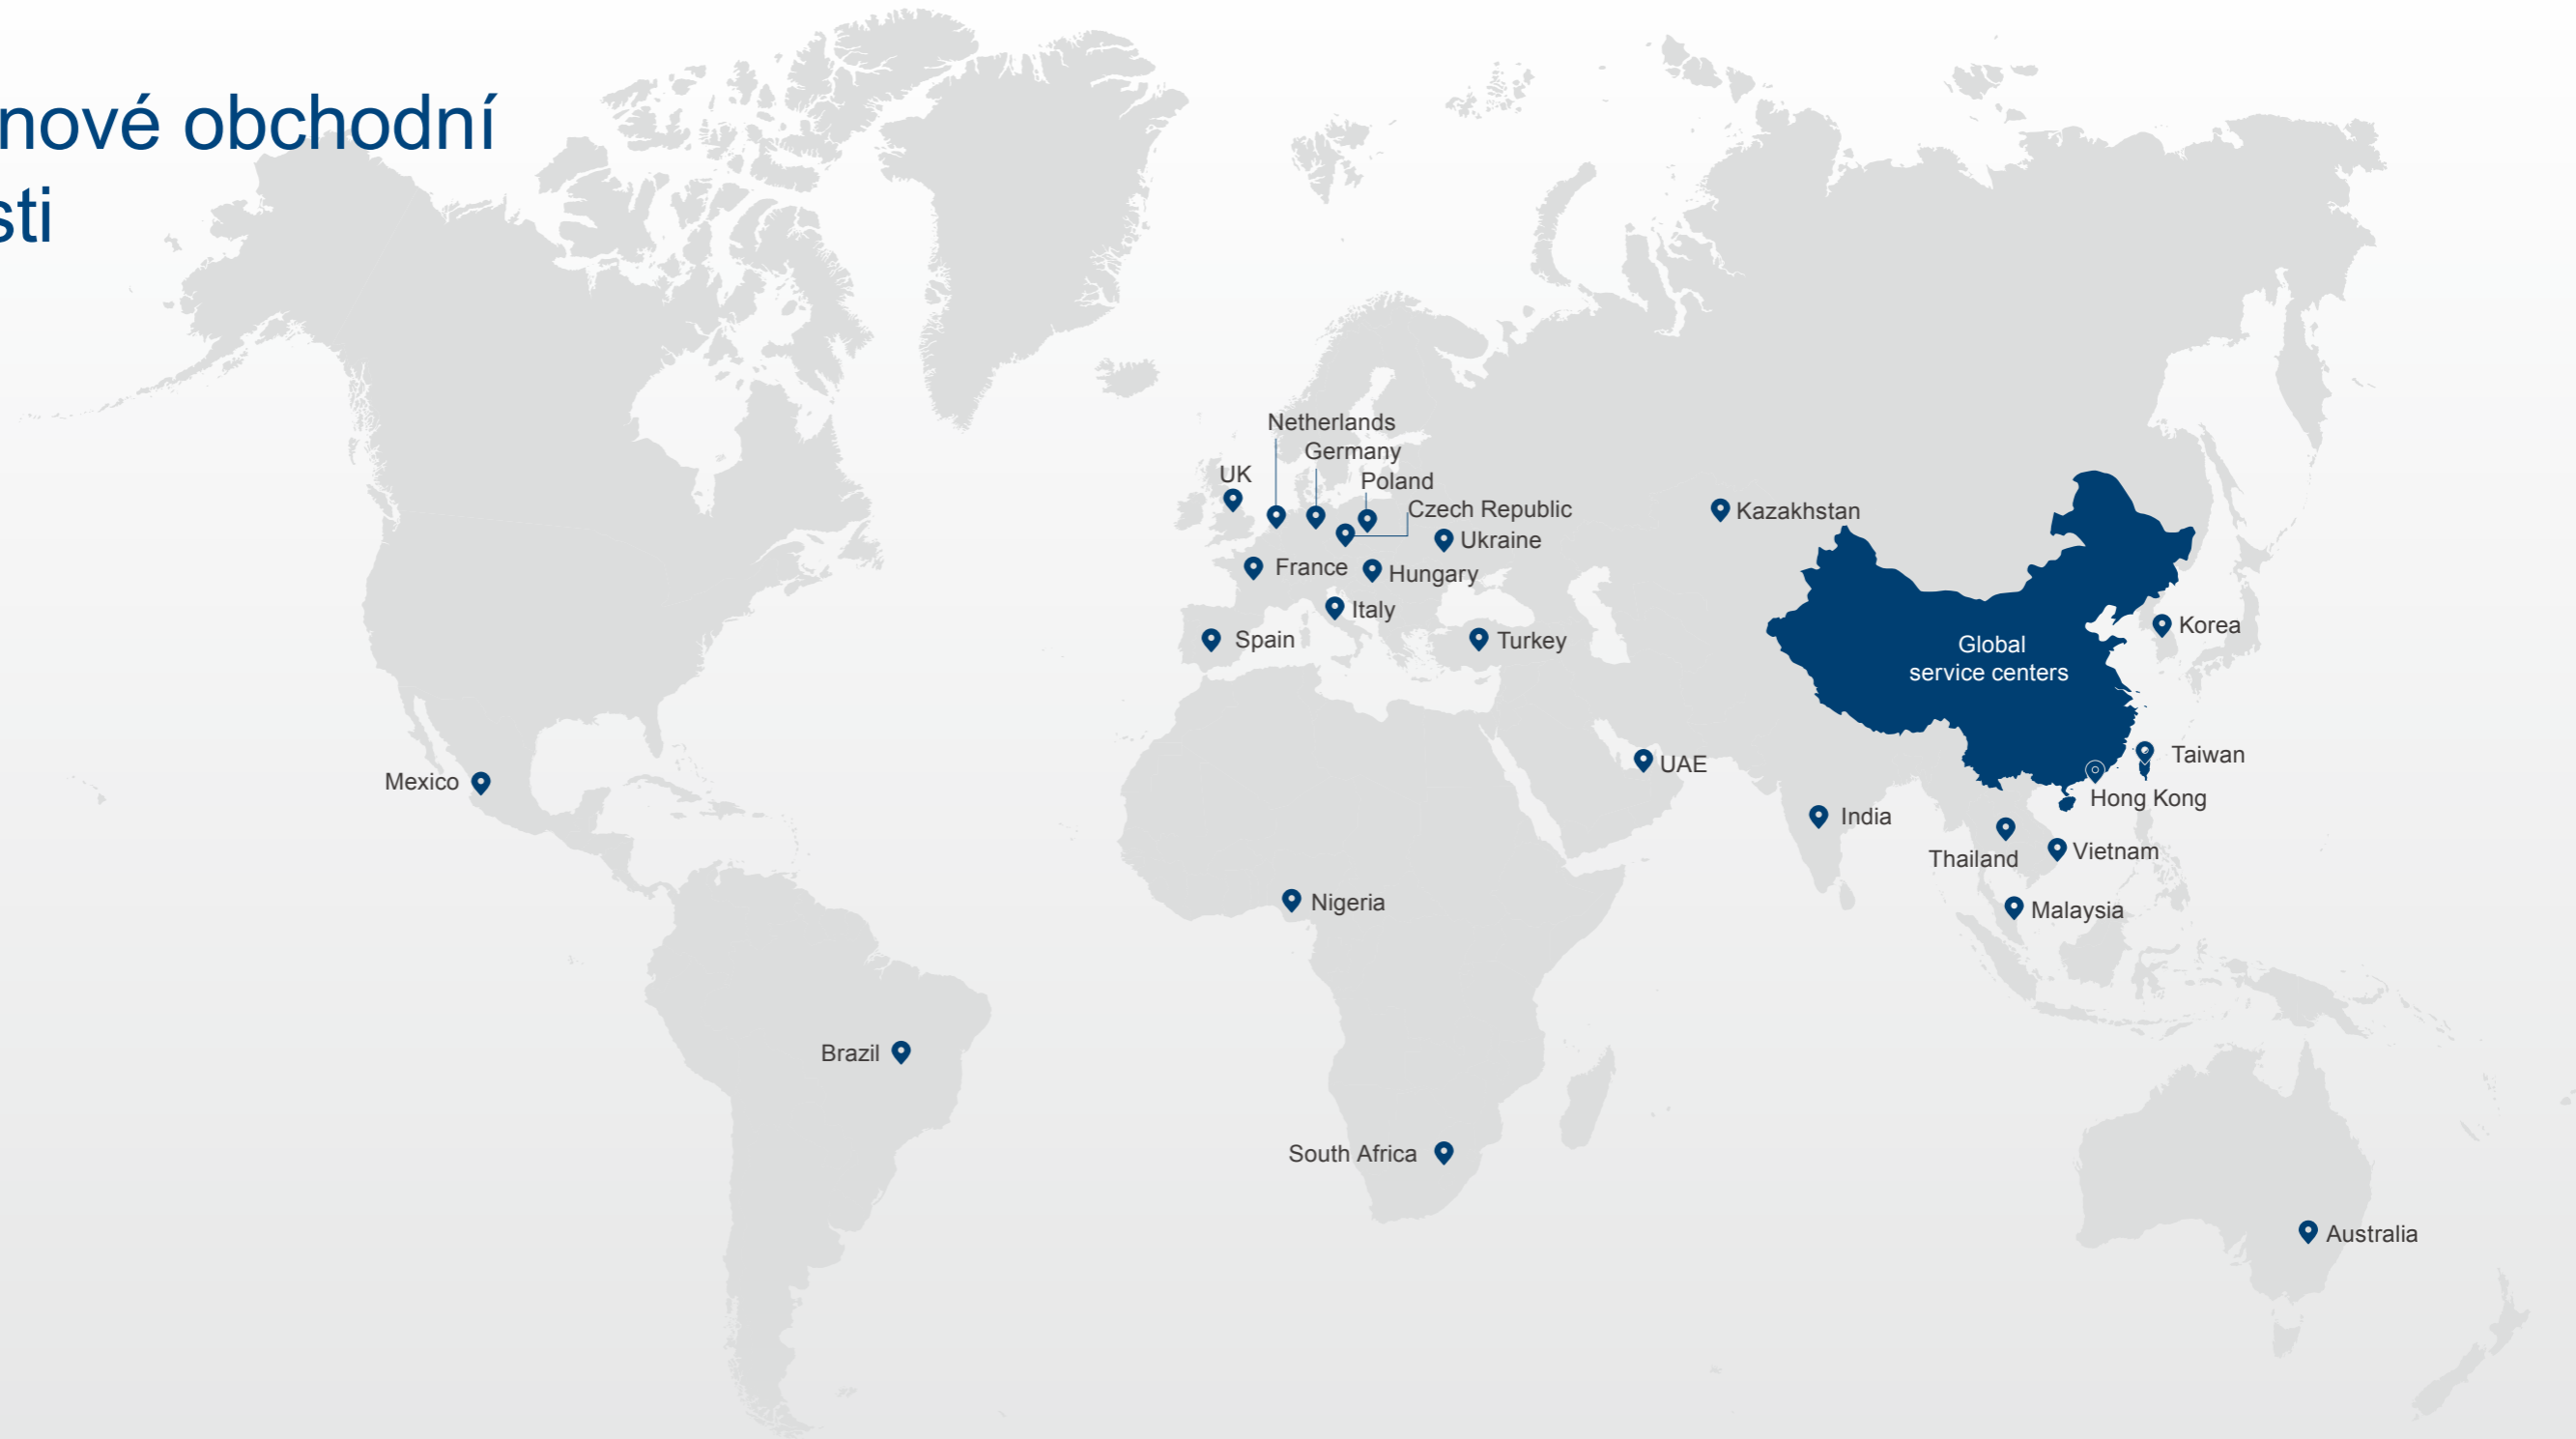 nové obchodní
sti
Netherlands
Germany
UK
Poland
Czech Republic
Kazakhstan
Ukraine
France
Hungary
Italy
Spain
Turkey
Korea
Global
service centers
Taiwan
UAE
Mexico
Hong Kong
India
Thailand
Vietnam
Nigeria
Malaysia
Brazil
South Africa
Australia